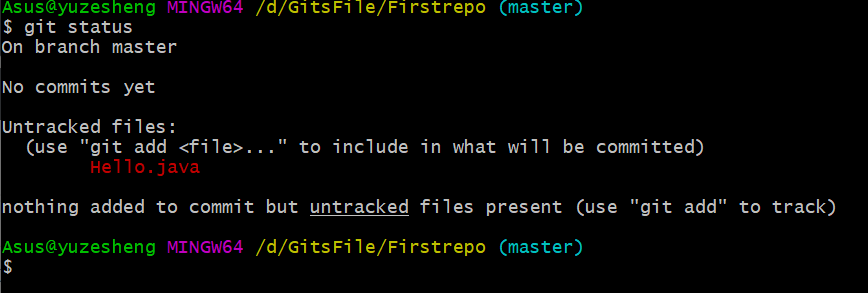 Asus@yuzesheng MINGW64 /d/GitsFile/Firstrepo (master)
$ git status
On branch master
No commits yet
Untracked files:
(use "git add <file>..." to include in what will be committed)
Hello.java
nothing added to commit but untracked files present (use "git add" to track)
Asus@yuzesheng MINGW64 /d/GitsFile/Firstrepo (master)
$